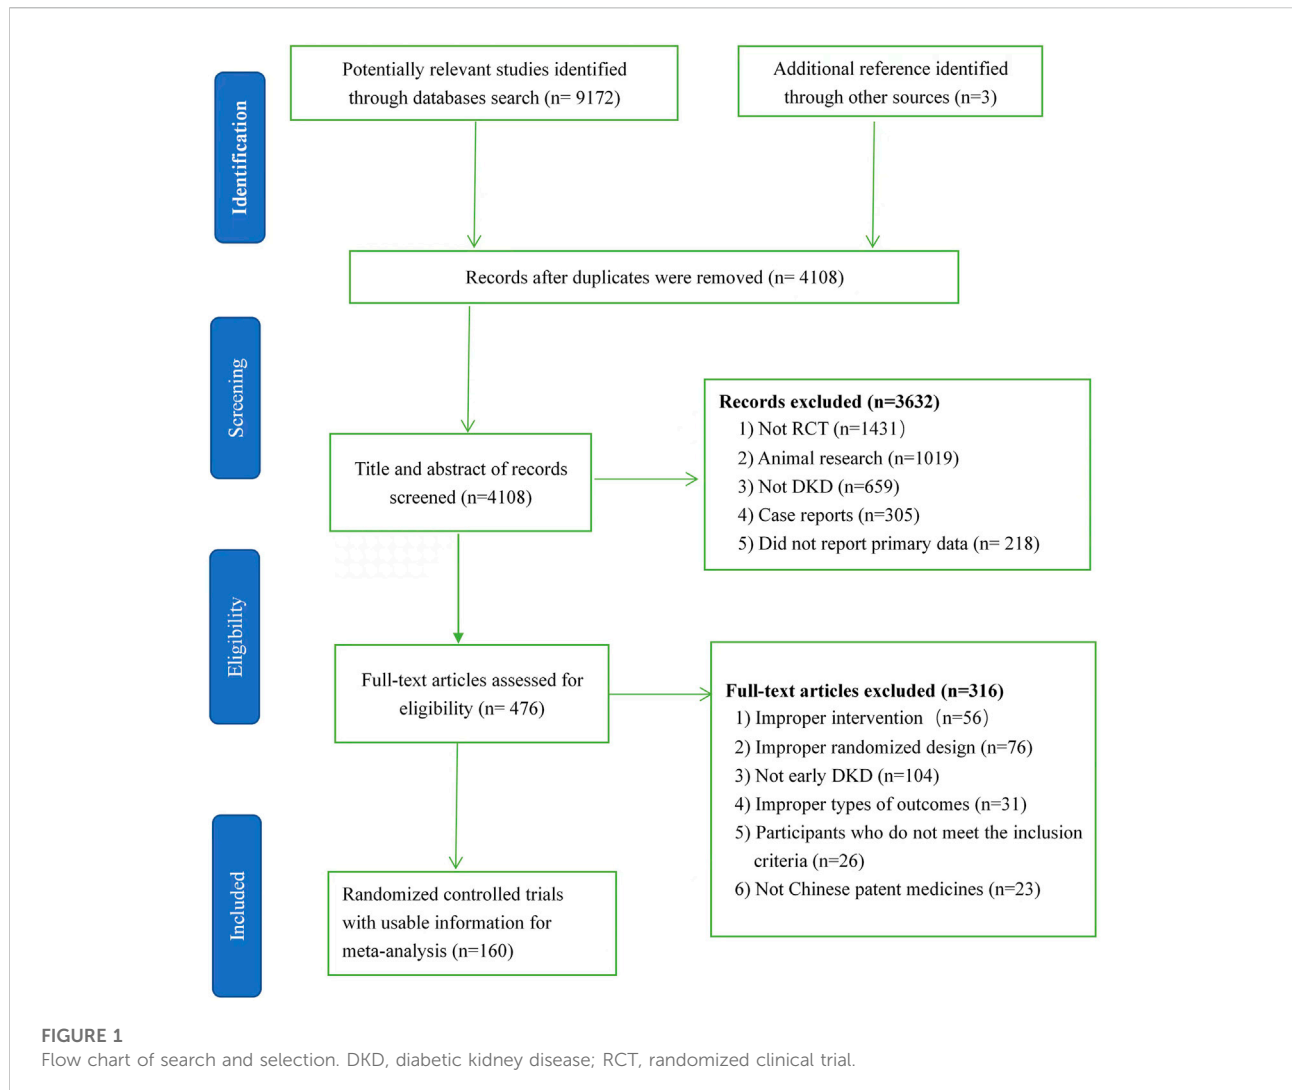 Identification
Potentially relevant studies identified
through databases search (n= 9172)
Additional reference identified
through other sources (n=3)
Records after duplicates were removed (n= 4108)
Screening
Title and abstract of records
screened (n=4108)
Records excluded (n=3632)
1) Not RCT (n=1431)
2) Animal research (n=1019)
3) Not DKD (n=659)
4) Case reports (n=305)
5) Did not report primary data (n= 218)
Eligibility
Full-text articles assessed for
eligibility (n= 476)
Full-text articles excluded (n=316)
1) Improper intervention (n=56)
2) Improper randomized design (n=76)
3) Not early DKD (n=104)
4) Improper types of outcomes (n=31)
5) Participants who do not meet the inclusion
criteria (n=26)
6) Not Chinese patent medicines (n=23)
Included
Randomized controlled trials
with usable information for
meta-analysis (n=160)
FIGURE 1
Flow chart of search and selection. DKD, diabetic kidney disease; RCT, randomized clinical trial.